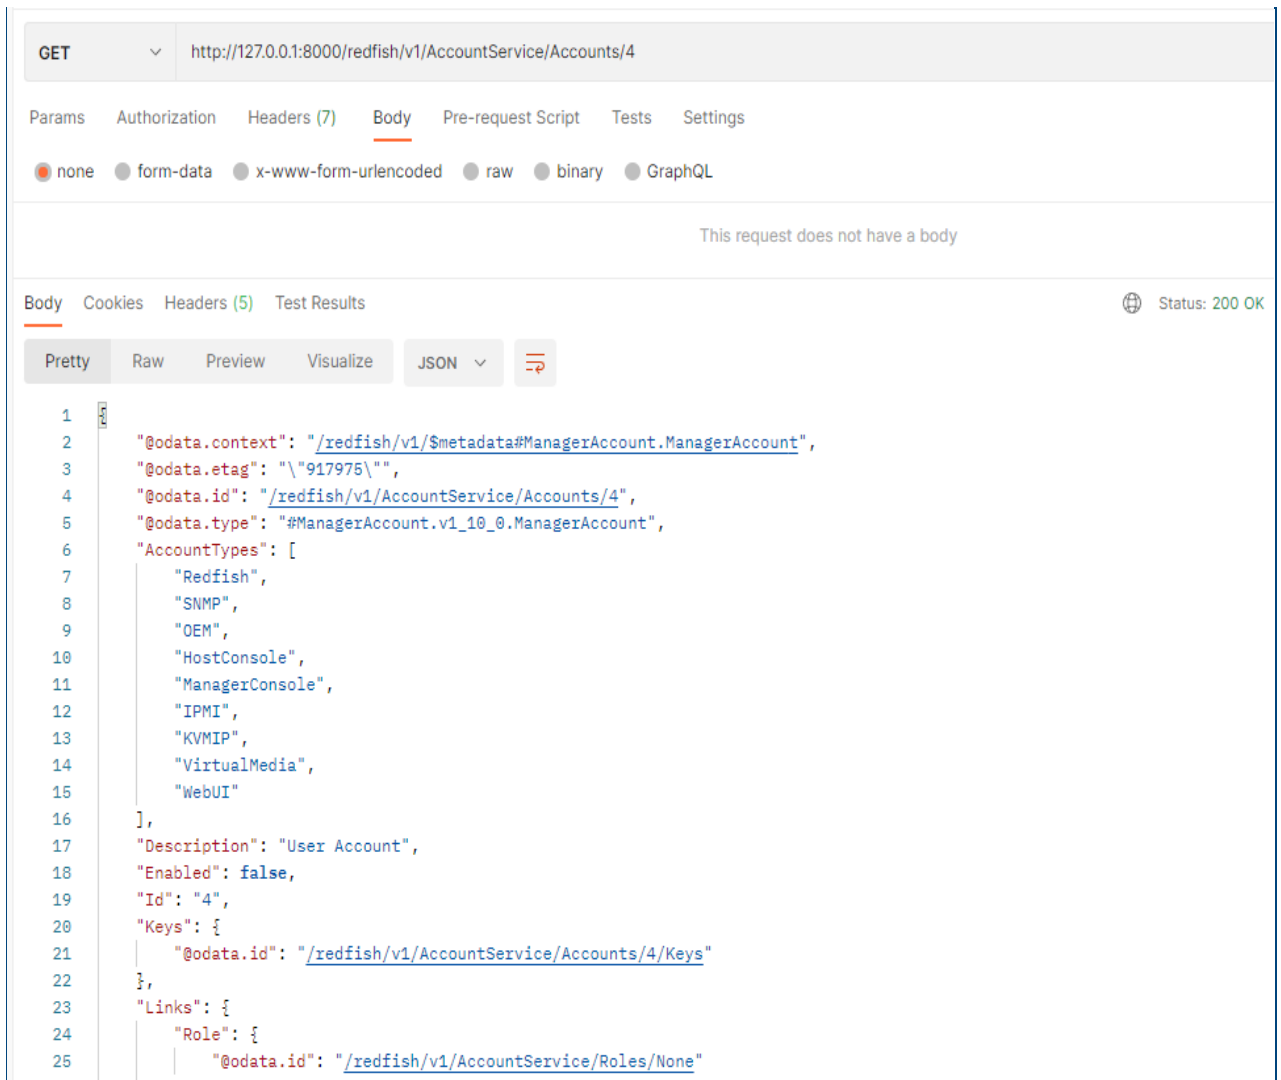 GET http://127.0.0.1:8000/redfish/v1/AccountService/Accounts/4
Params Authorization Headers (7) Body Pre-request Script Tests Settings
none form-data x-www-form-urlencoded raw binary GraphQL
This request does not have a body
Body Cookies Headers (5) Test Results Status: 200 OK
Pretty Raw Preview Visualize JSON
1 {
2 "@odata.context": "/redfish/v1/$metadata#ManagerAccount.ManagerAccount",
3 "@odata.etag": "\"917975\"",
4 "@odata.id": "/redfish/v1/AccountService/Accounts/4",
5 "@odata.type": "#ManagerAccount.v1_10_0.ManagerAccount",
6 "AccountTypes": [
7 "Redfish",
8 "SNMP",
9 "OEM",
10 "HostConsole",
11 "ManagerConsole",
12 "IPMI",
13 "KVMIP",
14 "VirtualMedia",
15 "WebUI"
16 ],
17 "Description": "User Account",
18 "Enabled": false,
19 "Id": "4",
20 "Keys": {
21 "@odata.id": "/redfish/v1/AccountService/Accounts/4/Keys"
22 },
23 "Links": {
24 "Role": {
25 "@odata.id": "/redfish/v1/AccountService/Roles/None"